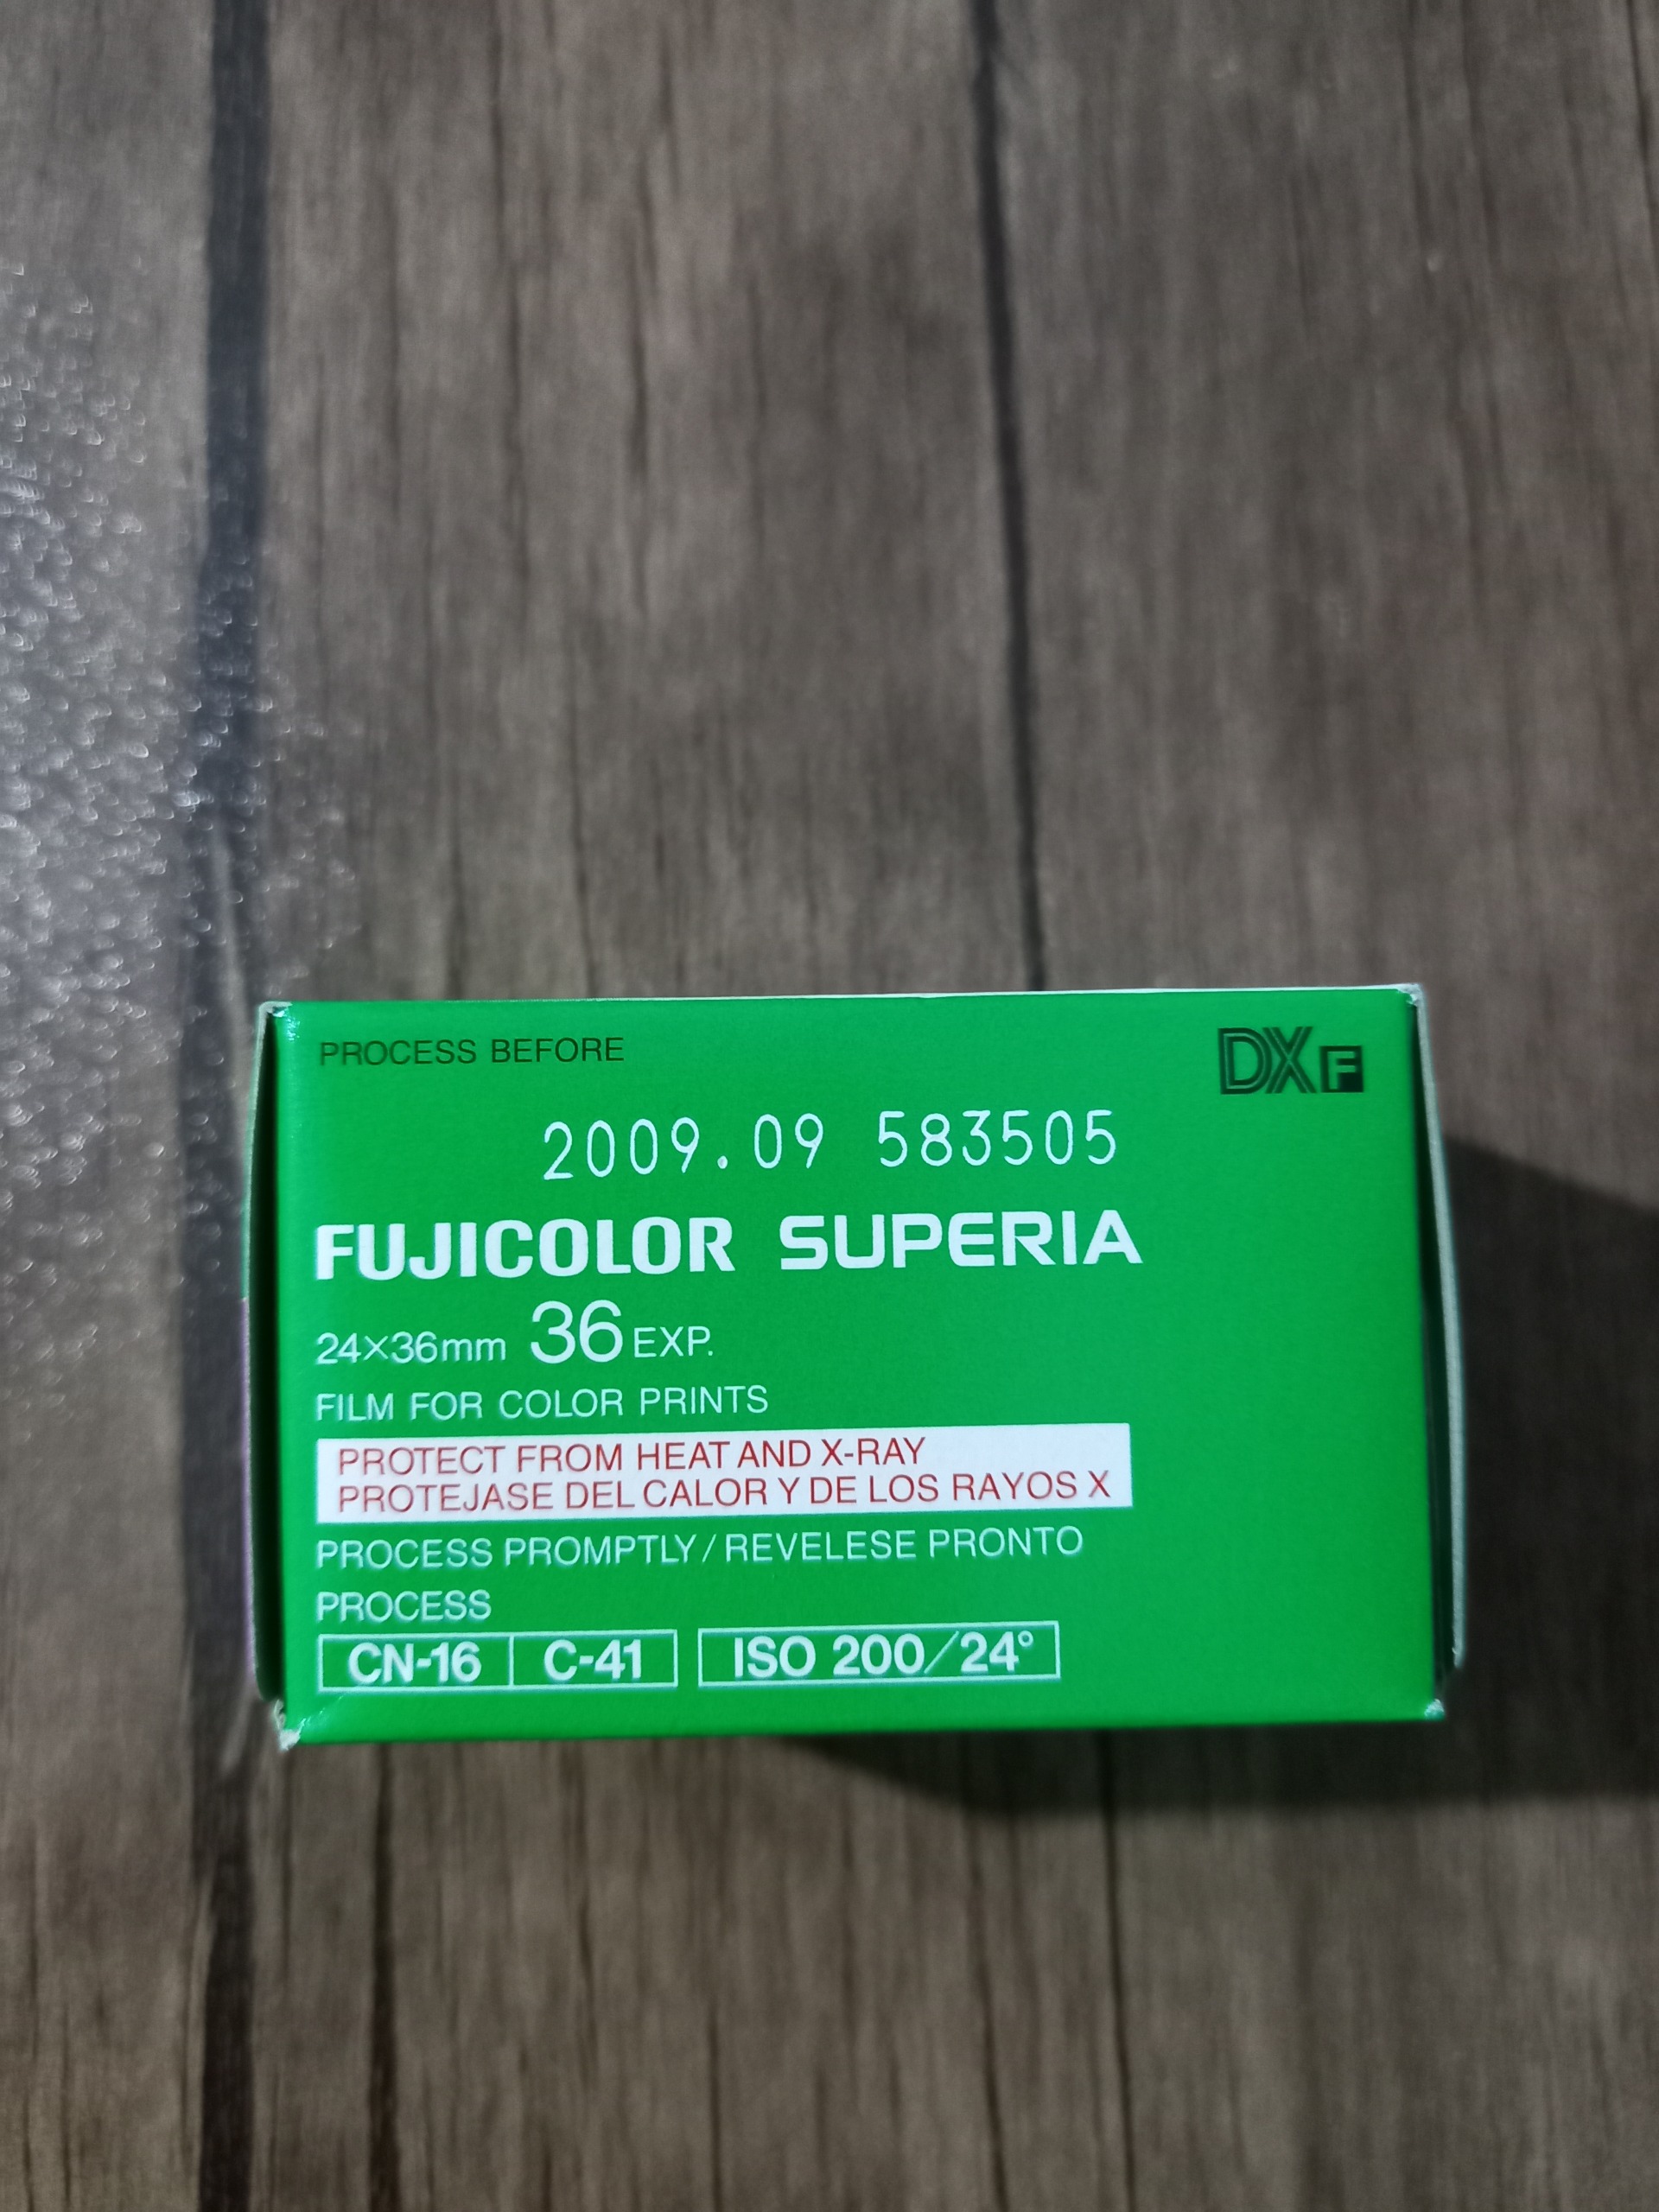 PROCESS BEFORE
DXF
2009.09 583505
FUJICOLOR SUPERIA
24×36mm 36 EXP.
FILM FOR COLOR PRINTS
PROTECT FROM HEAT AND X-RAY
PROTEJASE DEL CALOR Y DE LOS RAYOS X
PROCESS PROMPTLY/REVELESE PRONTO
PROCESS
CN-16 C-41 ISO 200/24°